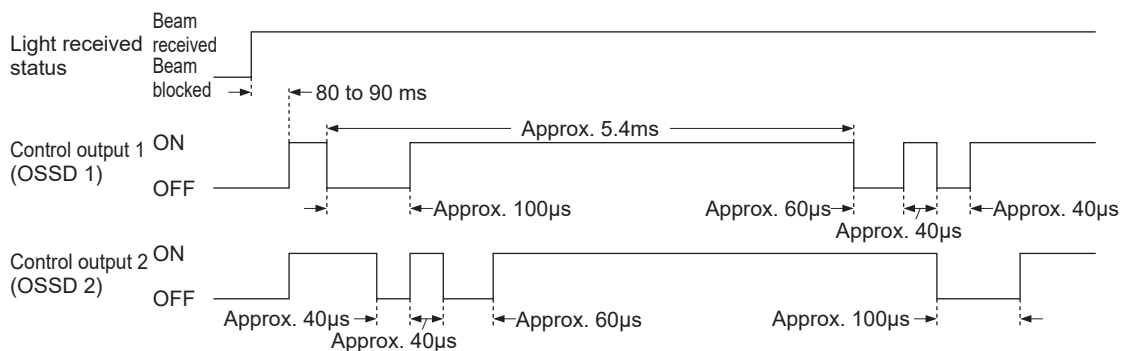 Light received
status
Beam
received
Beam
blocked
80 to 90 ms
Approx. 5.4ms
Control output 1
(OSSD 1)
ON
OFF
Approx. 100µs
Approx. 60µs
Approx. 40µs
Approx. 40µs
Control output 2
(OSSD 2)
ON
OFF
Approx. 40µs
Approx. 40µs
Approx. 60µs
Approx. 100µs